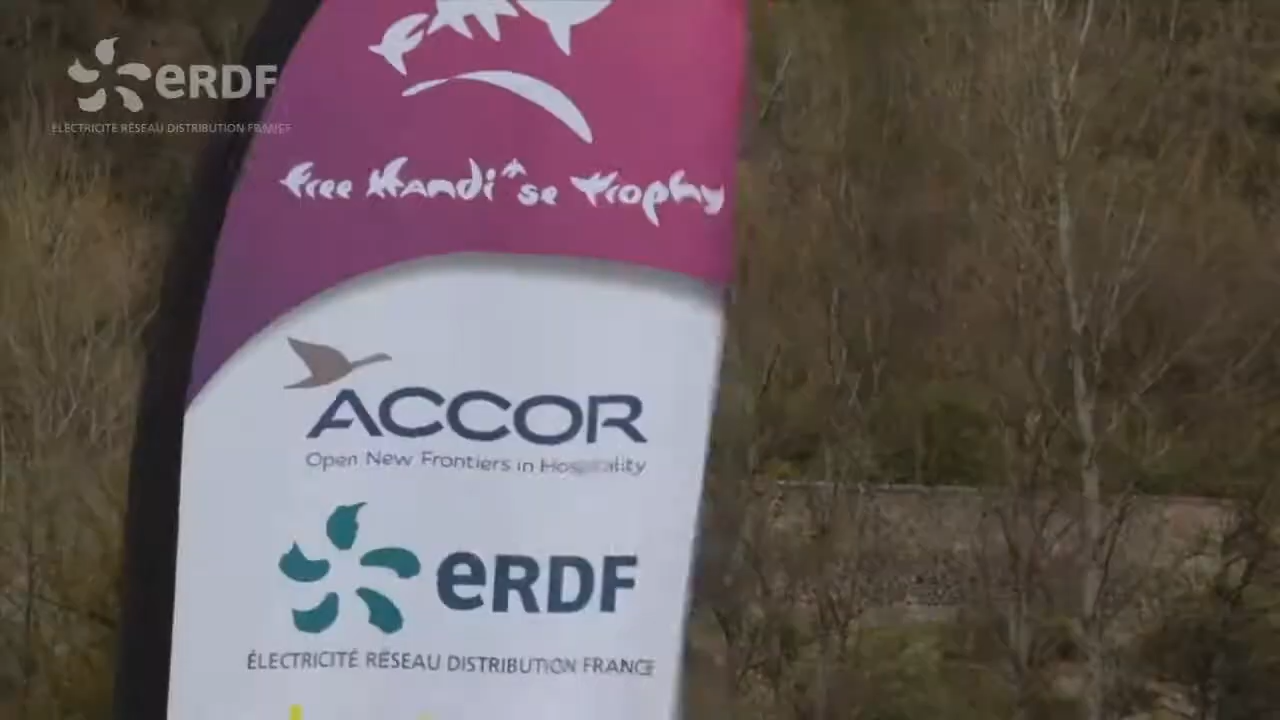 eRDF
ÉLECTRICITÉ RÉSEAU DISTRIBUTION FRANCE
free Handi^se Trophy
ACCOR
Open New Frontiers in Hospitality
eRDF
ÉLECTRICITÉ RÉSEAU DISTRIBUTION FRANCE